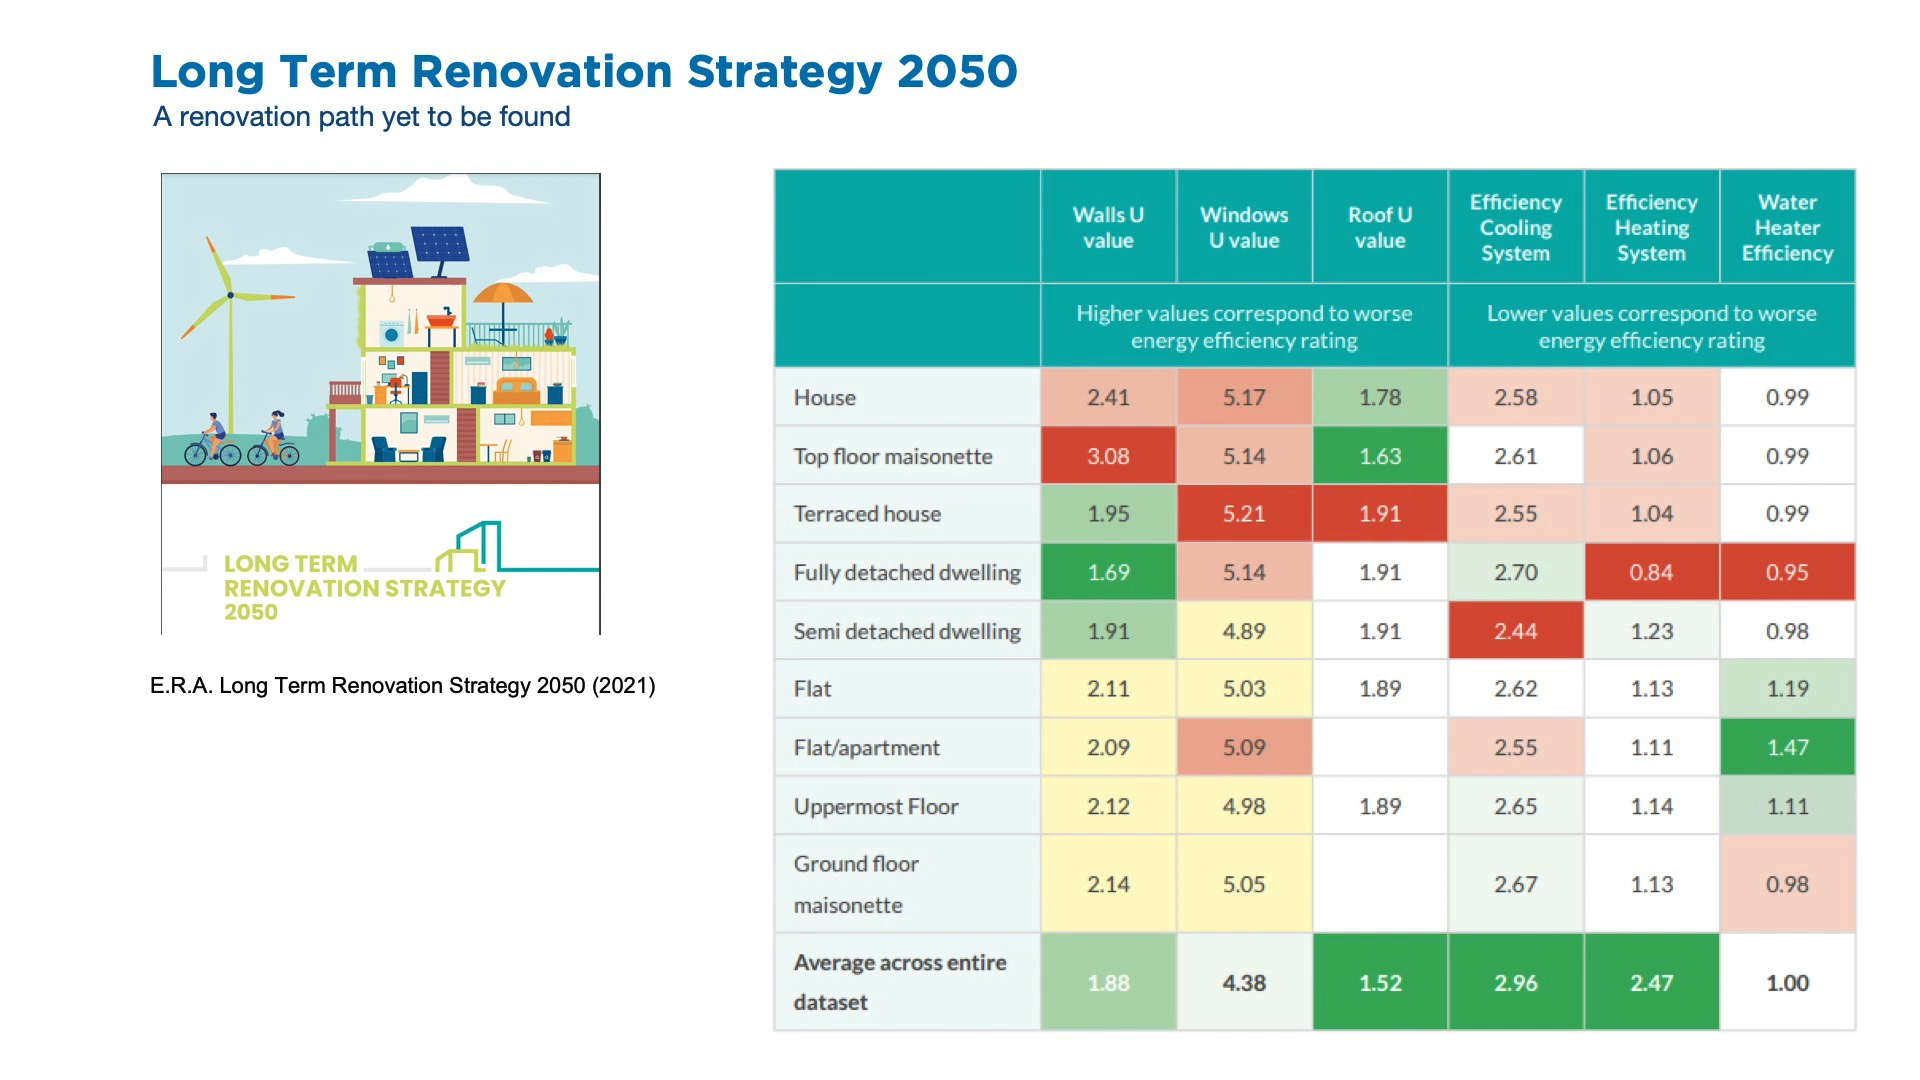 Long Term Renovation Strategy 2050
A renovation path yet to be found
LONG TERM
RENOVATION STRATEGY
2050
E.R.A. Long Term Renovation Strategy 2050 (2021)
Walls U value Windows U value Roof U value Efficiency Cooling System Efficiency Heating System Water Heater Efficiency
Higher values correspond to worse energy efficiency rating Lower values correspond to worse energy efficiency rating
House 2.41 5.17 1.78 2.58 1.05 0.99
Top floor maisonette 3.08 5.14 1.63 2.61 1.06 0.99
Terraced house 1.95 5.21 1.91 2.55 1.04 0.99
Fully detached dwelling 1.69 5.14 1.91 2.70 0.84 0.95
Semi detached dwelling 1.91 4.89 1.91 2.44 1.23 0.98
Flat 2.11 5.03 1.89 2.62 1.13 1.19
Flat/apartment 2.09 5.09 2.55 1.11 1.47
Uppermost Floor 2.12 4.98 1.89 2.65 1.14 1.11
Ground floor maisonette 2.14 5.05 2.67 1.13 0.98
Average across entire dataset 1.88 4.38 1.52 2.96 2.47 1.00